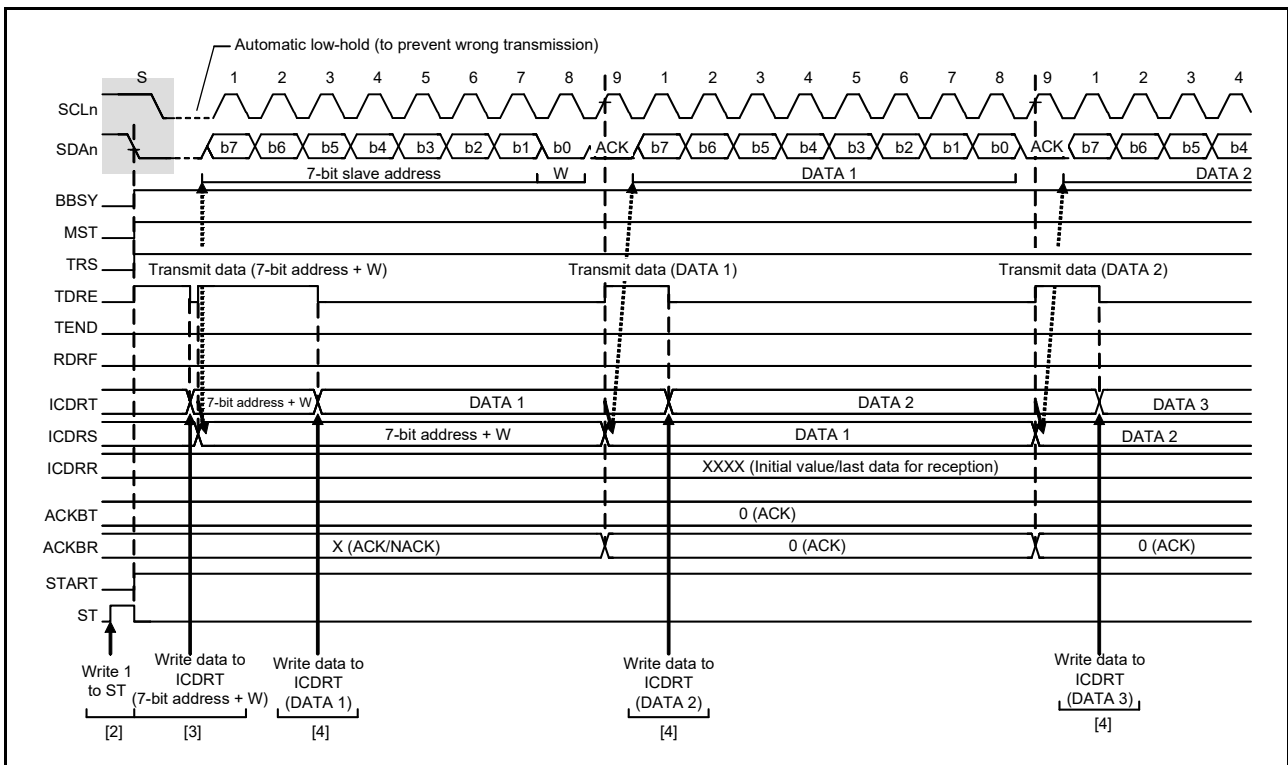 Automatic low-hold (to prevent wrong transmission)
S 1 2 3 4 5 6 7 8 9 1 2 3 4 5 6 7 8 9 1 2 3 4
SCLn
SDAn b7 b6 b5 b4 b3 b2 b1 b0 ACK b7 b6 b5 b4 b3 b2 b1 b0 ACK b7 b6 b5 b4
7-bit slave address W DATA 1 DATA 2
BBSY
MST
TRS
Transmit data (7-bit address + W) Transmit data (DATA 1) Transmit data (DATA 2)
TDRE
TEND
RDRF
ICDRT 7-bit address + W DATA 1 DATA 2 DATA 3
ICDRS 7-bit address + W DATA 1 DATA 2
ICDRR XXXX (Initial value/last data for reception)
ACKBT 0 (ACK)
ACKBR X (ACK/NACK) 0 (ACK) 0 (ACK)
START
ST
Write 1
to ST
[2]
Write data to
ICDRT
(7-bit address + W)
[3]
Write data to
ICDRT
(DATA 1)
[4]
Write data to
ICDRT
(DATA 2)
[4]
Write data to
ICDRT
(DATA 3)
[4]